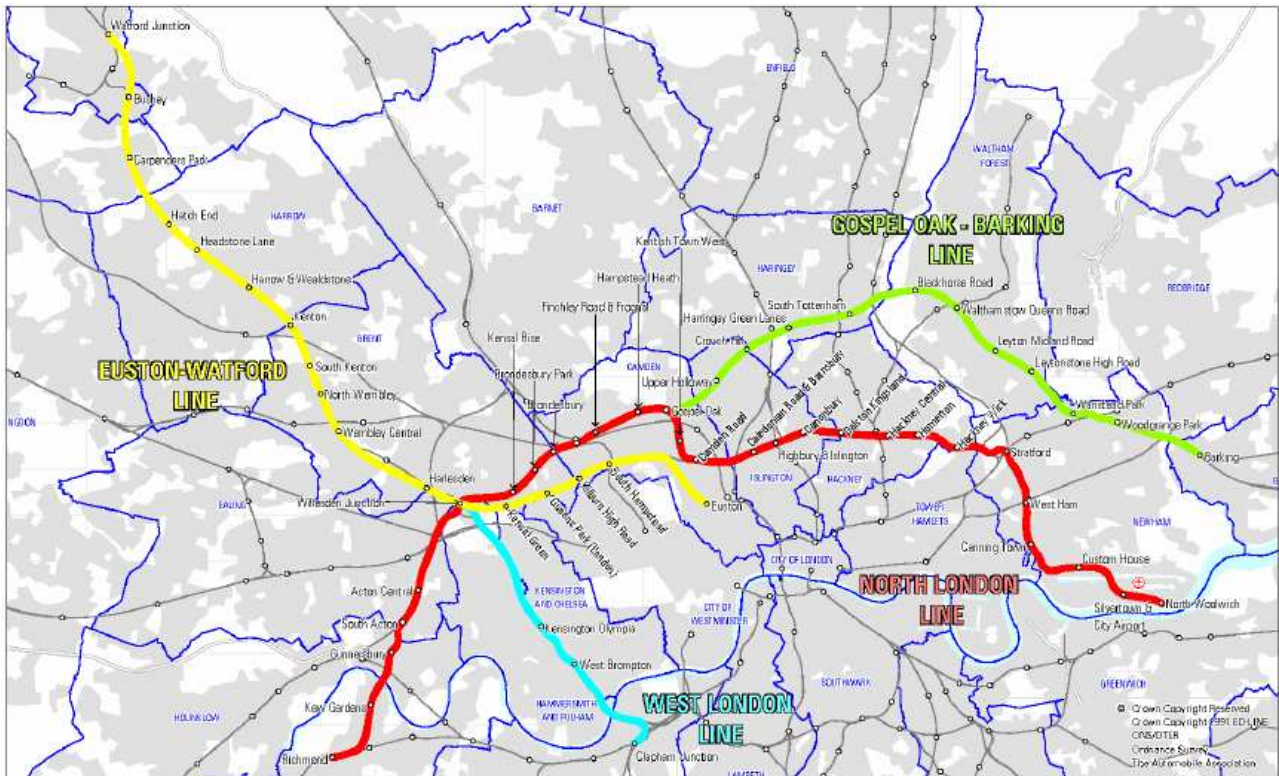 Watford Junction
Bushey
Carpenders Park
Hatch End
Headstone Lane
Harrow & Wealdstone
Kenton
South Kenton
North Wembley
Wembley Central
Harlesden
Willesden Junction
EUSTON-WATFORD
LINE
HARROW
BARNET
ENFIELD
WALTHAM
FOREST
REDBRIDGE
HARINGEY
BRENT
CAMDEN
GOSPEL OAK - BARKING
LINE
Kentish Town West
Hampstead Heath
Finchley Road & Frognal
Kensal Rise
Brondesbury Park
Brondesbury
Harringay Green Lanes
South Tottenham
Blackhorse Road
Walthamstow Queens Road
Crouch Hill
Leyton Midland Road
Leytonstone High Road
Upper Holloway
Gospel Oak
Wanstead Park
Woodgrange Park
Barking
Camden Road
Caledonian Road & Barnsbury
Canonbury
Dalston Kingsland
Hackney Central
Homerton
Hackney Wick
Highbury & Islington
Stratford
NGDON
EALING
ISLINGTON
HACKNEY
TOWER
HAMLETS
NEWHAM
Kensal Green
Queens Park (London)
Kilburn High Road
South Hampstead
Euston
West Ham
Canning Town
Custom House
Silvertown &
City Airport
North Woolwich
CITY OF LONDON
NORTH LONDON
LINE
Acton Central
South Acton
Gunnersbury
Kew Gardens
Richmond
KENSINGTON
AND CHELSEA
CITY OF
WESTMINSTER
Kensington Olympia
West Brompton
HAMMERSMITH
AND FULHAM
WEST LONDON
LINE
Clapham Junction
HOUNSLOW
SOUTHWARK
LAMBETH
GREENWICH
© Crown Copyright Reserved
Crown Copyright 1991 ED-LINE
ONS/DTLR
Ordnance Survey
The Automobile Association